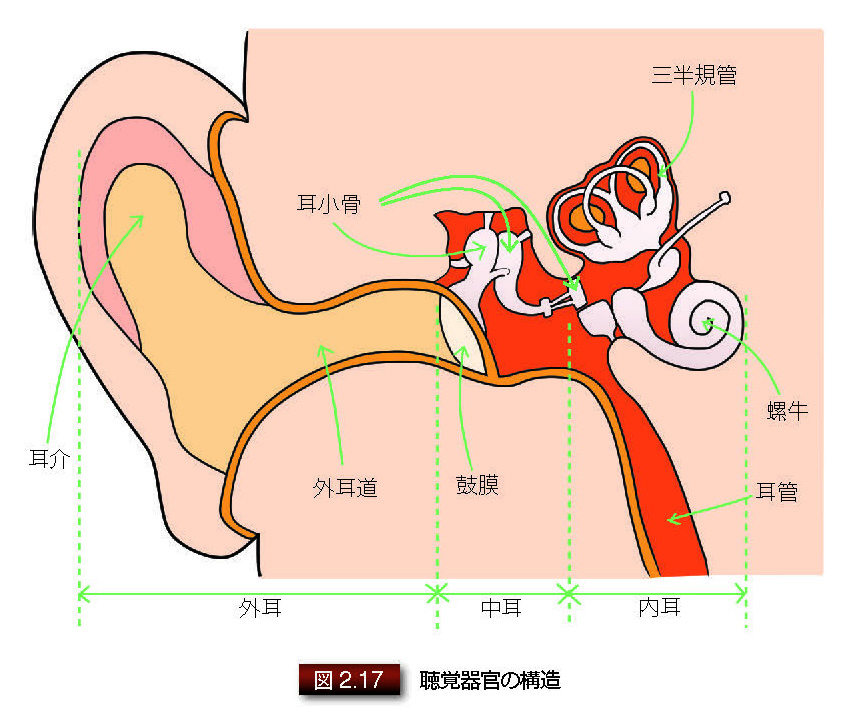 三半規管
耳小骨
耳介
外耳道
鼓膜
螺牛
耳管
外耳
中耳
内耳
図 2.17 聴覚器官の構造